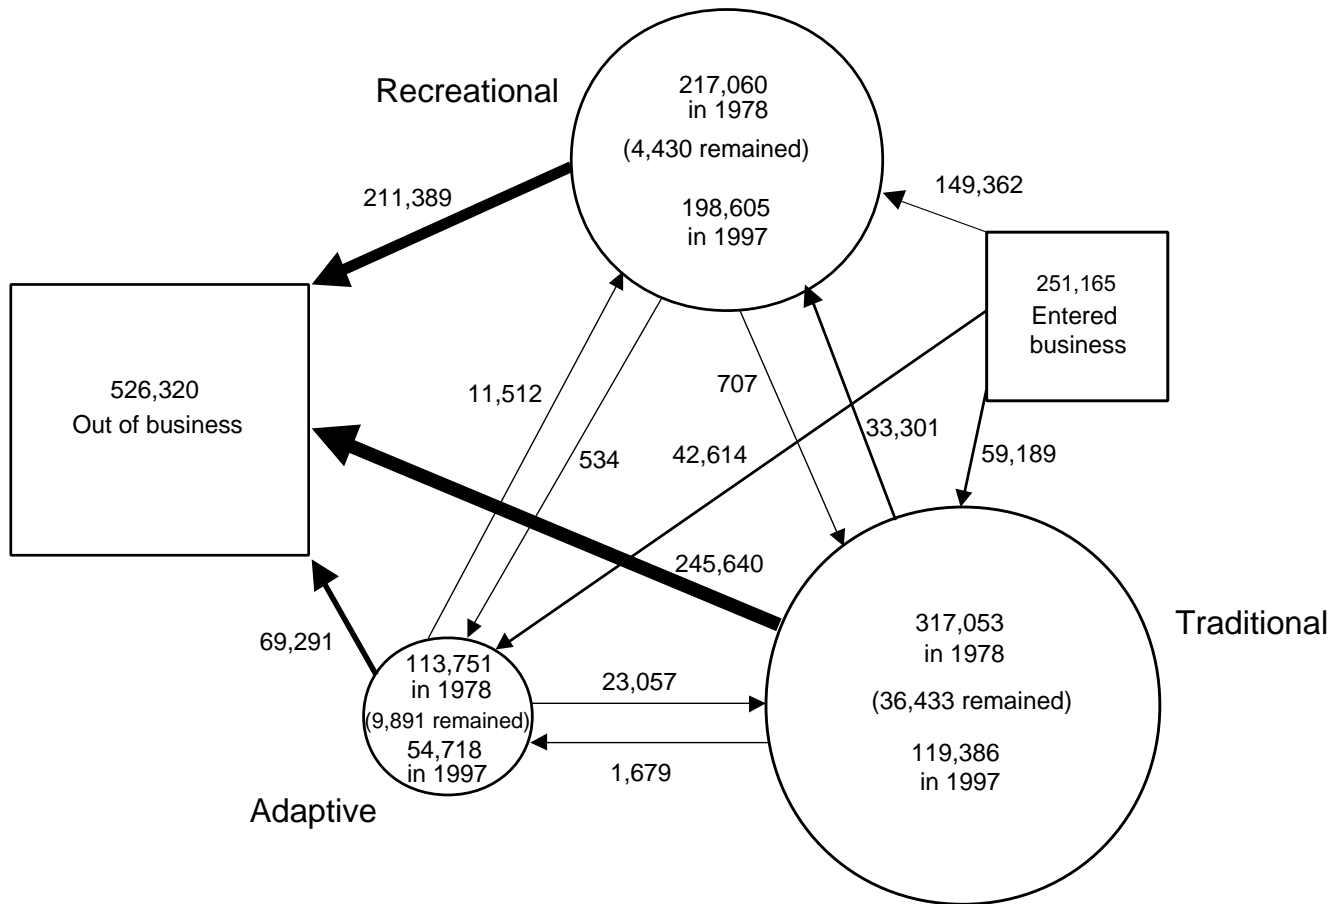 Recreational
217,060
in 1978
(4,430 remained)
198,605
in 1997
211,389
149,362
251,165
Entered
business
526,320
Out of business
11,512
534
707
42,614
33,301
59,189
245,640
69,291
113,751
in 1978
(9,891 remained)
54,718
in 1997
23,057
1,679
Adaptive
317,053
in 1978
(36,433 remained)
119,386
in 1997
Traditional